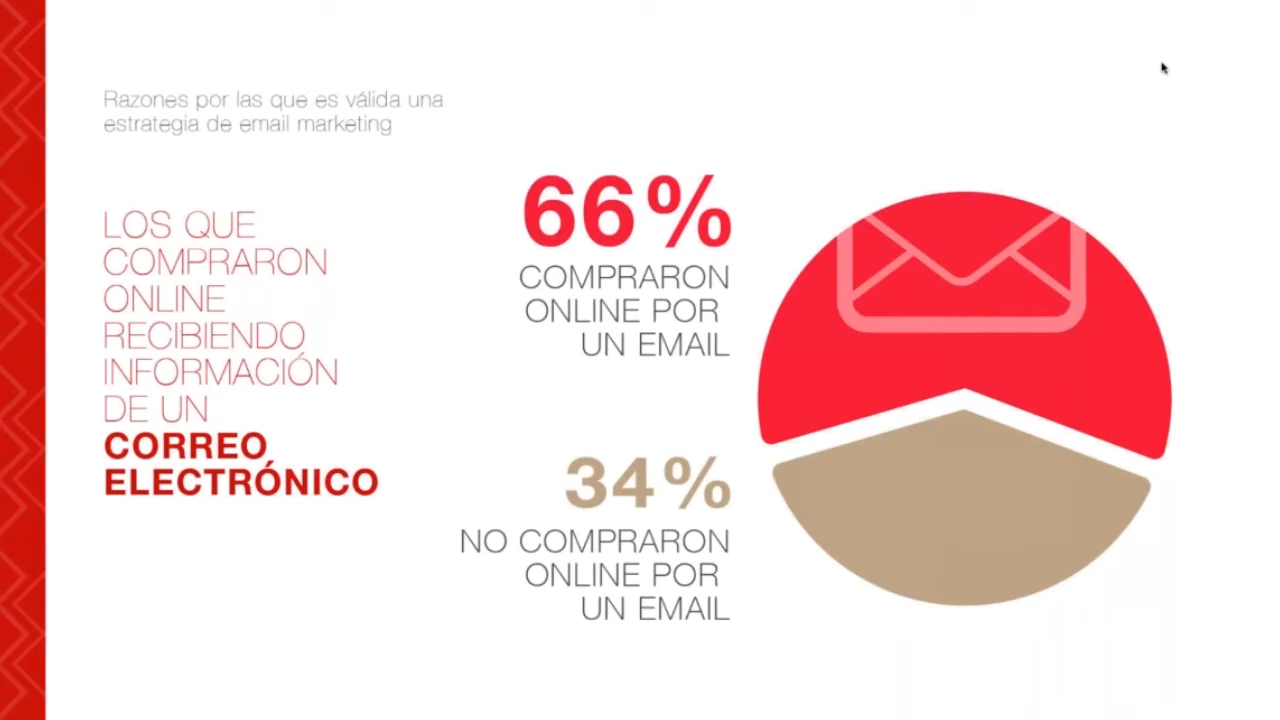 Razones por las que es válida una
estrategia de email marketing
LOS QUE
COMPRARON
ONLINE
RECIBIENDO
INFORMACIÓN
DE UN
CORREO
ELECTRÓNICO
66%
COMPRARON
ONLINE POR
UN EMAIL
34%
NO COMPRARON
ONLINE POR
UN EMAIL